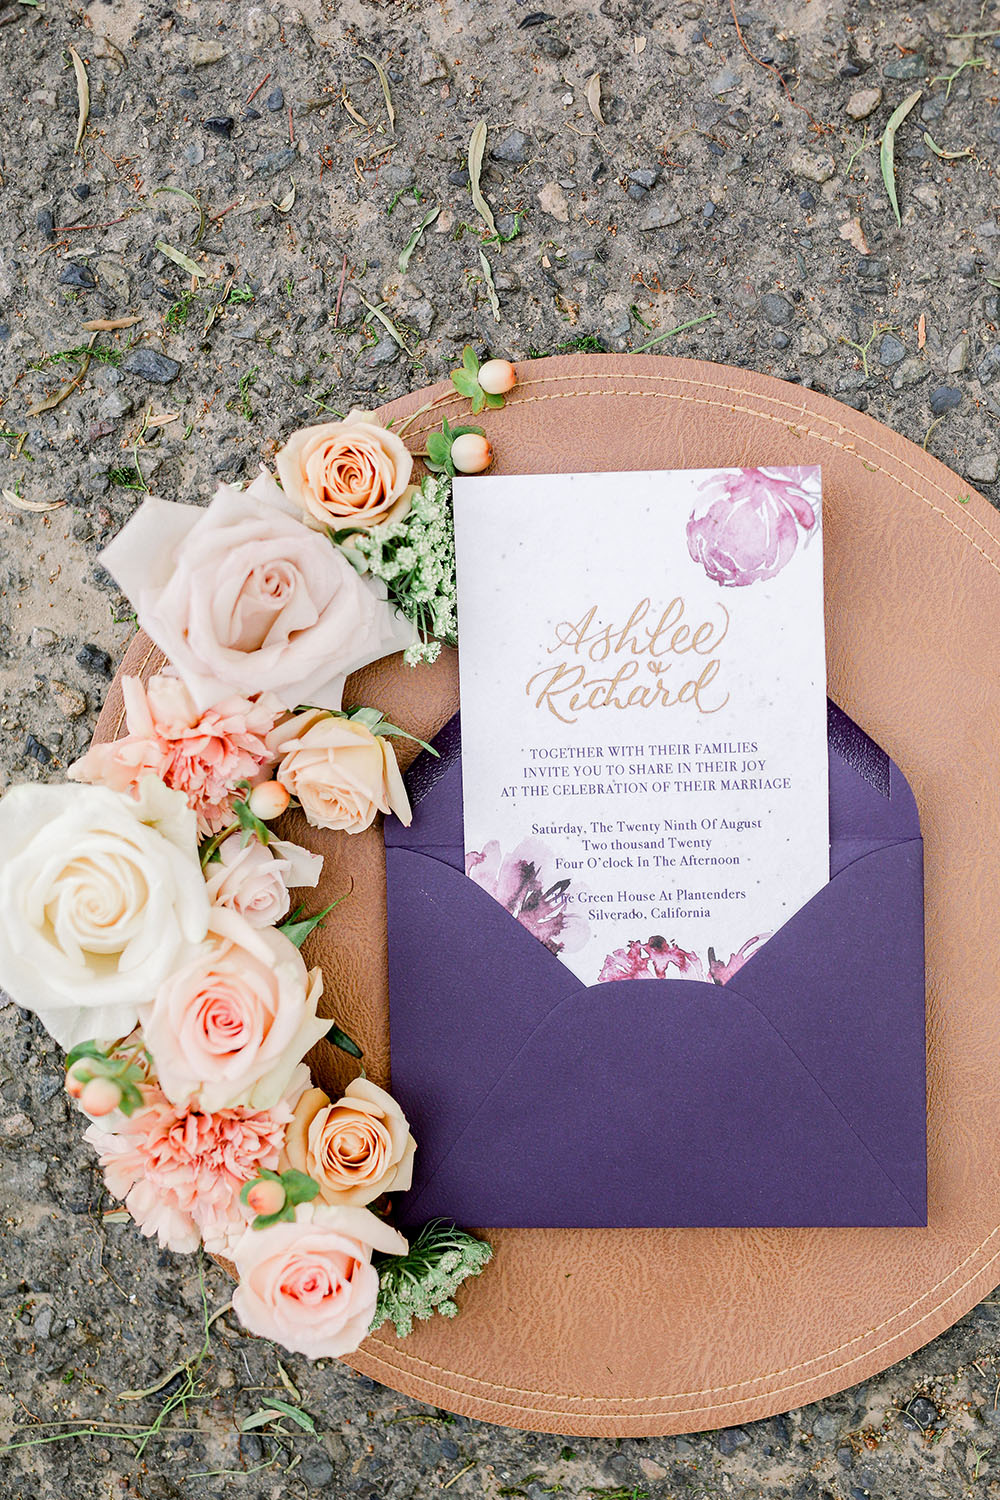 Ashlee
&
Richard
TOGETHER WITH THEIR FAMILIES
INVITE YOU TO SHARE IN THEIR JOY
AT THE CELEBRATION OF THEIR MARRIAGE
Saturday, The Twenty Ninth Of August
Two thousand Twenty
Four O'clock In The Afternoon
The Green House At Plantenders
Silverado, California